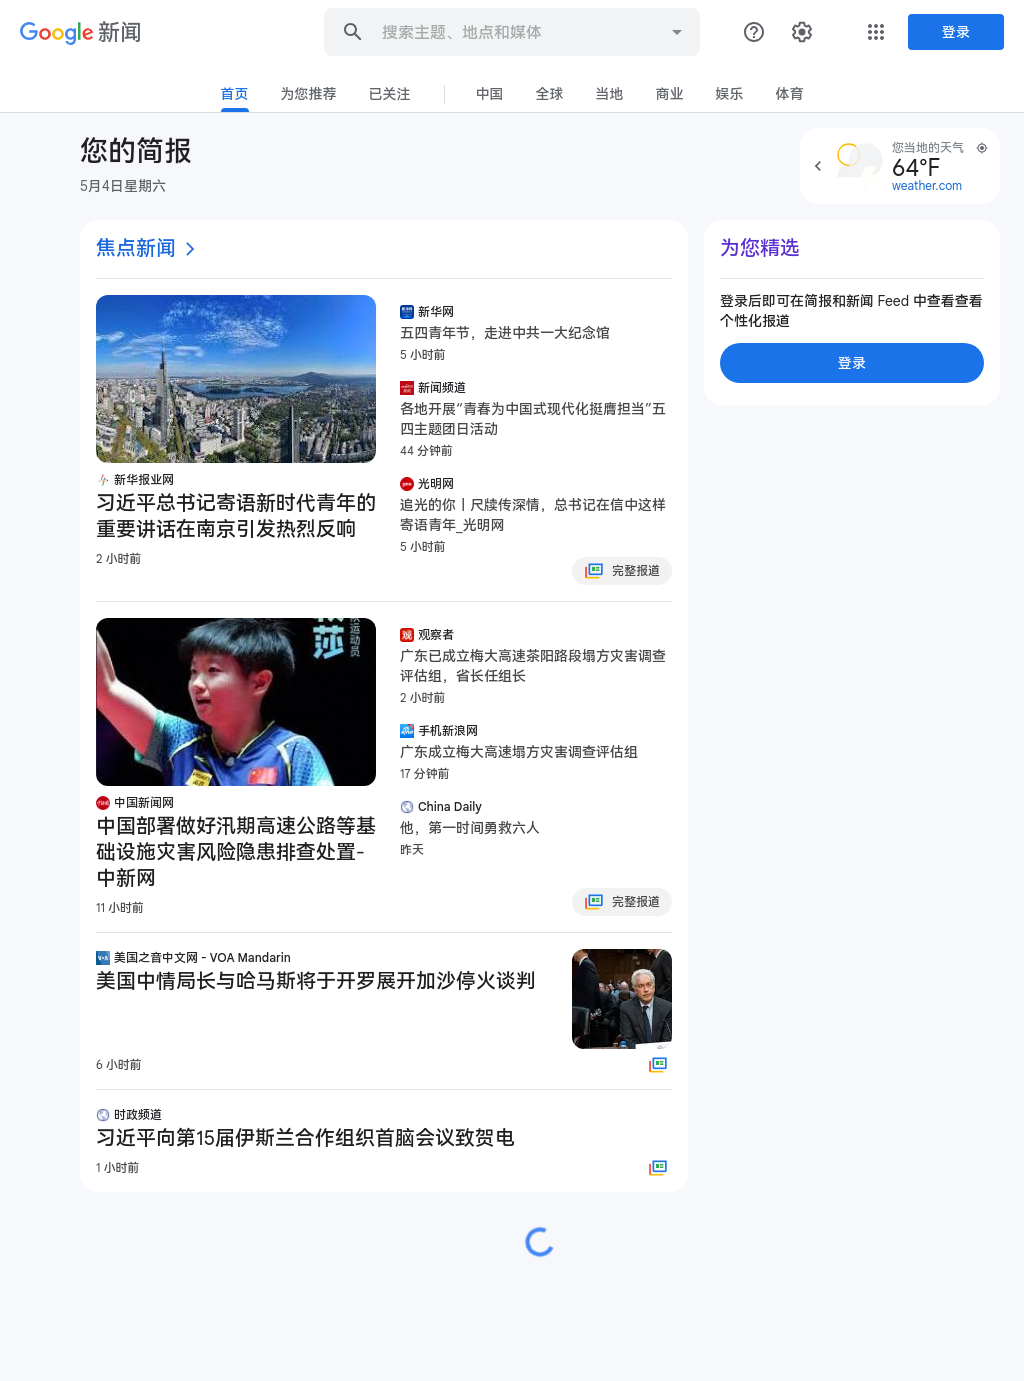 Google 新闻
搜索主题、地点和媒体
登录
首页
为您推荐
已关注
中国
全球
当地
商业
娱乐
体育
您的简报
5月4日星期六
您当地的天气
64°F
weather.com
焦点新闻
新华报业网
习近平总书记寄语新时代青年的
重要讲话在南京引发热烈反响
2 小时前
新华网
五四青年节，走进中共一大纪念馆
5 小时前
新闻频道
各地开展“青春为中国式现代化挺膺担当”五
四主题团日活动
44 分钟前
光明网
追光的你丨尺牍传深情，总书记在信中这样
寄语青年_光明网
5 小时前
完整报道
莎
运动员
中国新闻网
中国部署做好汛期高速公路等基
础设施灾害风险隐患排查处置-
中新网
11 小时前
观察者
广东已成立梅大高速茶阳路段塌方灾害调查
评估组，省长任组长
2 小时前
手机新浪网
广东成立梅大高速塌方灾害调查评估组
17 分钟前
China Daily
他，第一时间勇救六人
昨天
完整报道
美国之音中文网 - VOA Mandarin
美国中情局长与哈马斯将于开罗展开加沙停火谈判
6 小时前
时政频道
习近平向第15届伊斯兰合作组织首脑会议致贺电
1 小时前
为您精选
登录后即可在简报和新闻 Feed 中查看查看
个性化报道
登录